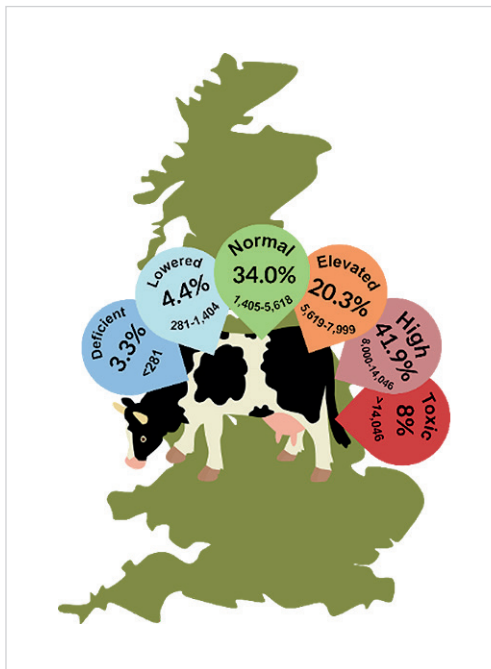 Deficient
3.3%
<281
Lowered
4.4%
281-1,404
Normal
34.0%
1,405-5,618
Elevated
20.3%
5,619-7,999
High
41.9%
8,000-14,046
Toxic
8%
>14,046